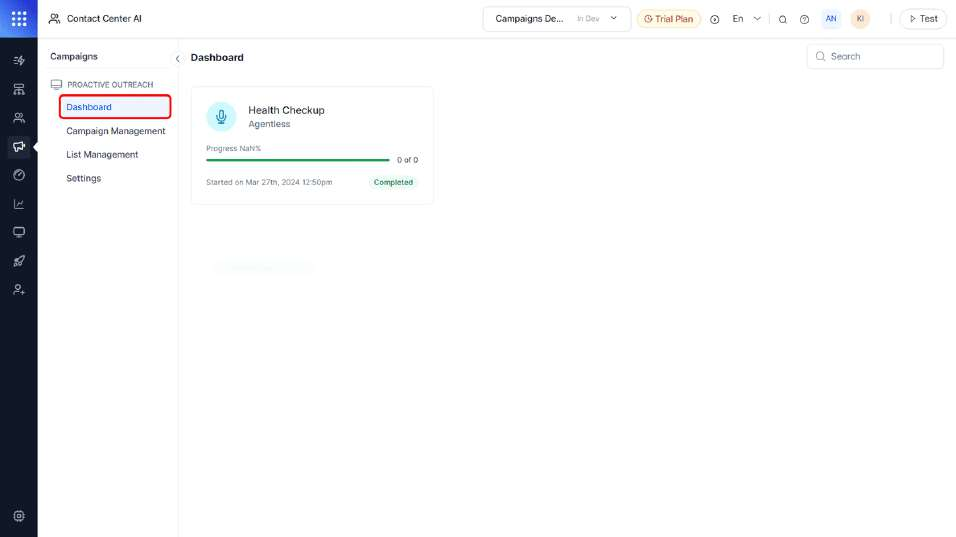 Contact Center AI
Campaigns De...
In Dev
Trial Plan
En
AN
KI
Test
Campaigns
PROACTIVE OUTREACH
Dashboard
Campaign Management
List Management
Settings
Dashboard
Search
Health Checkup
Agentless
Progress NaN%
0 of 0
Started on Mar 27th, 2024 12:50pm
Completed